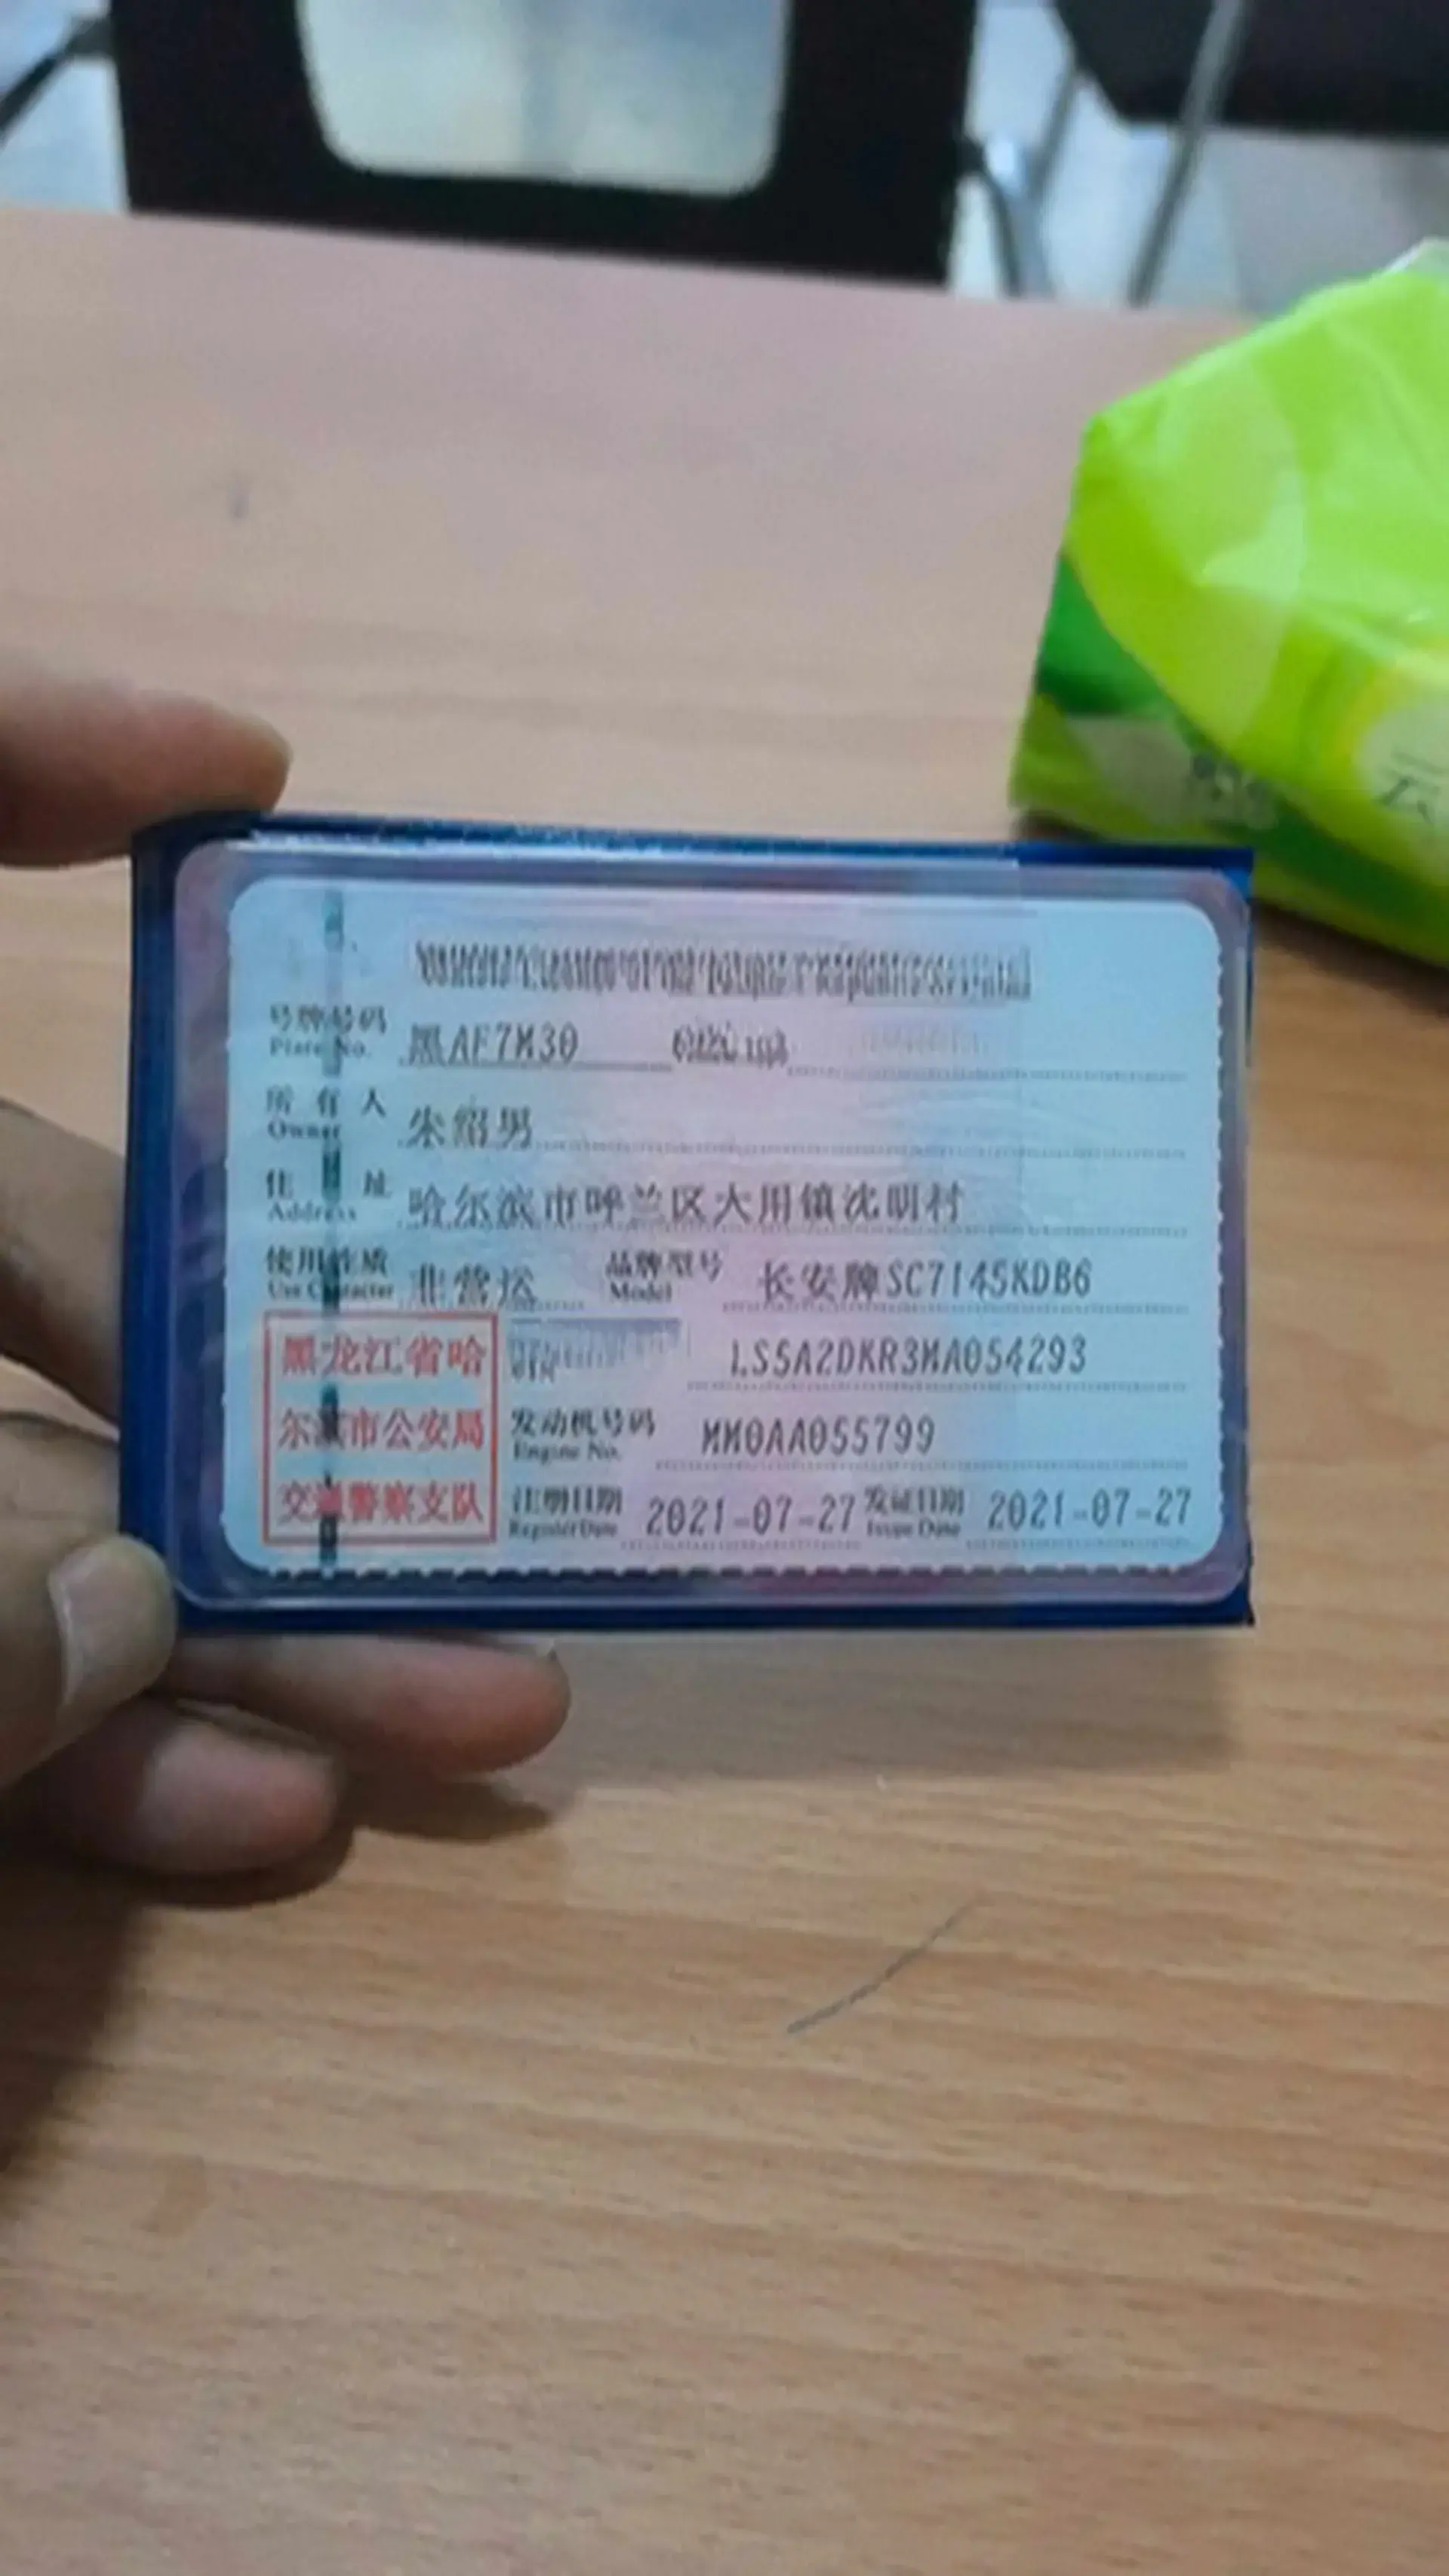 号牌号码 黑AF7M30
Plate No.
所有人 朱绍男
Owner
住址 哈尔滨市呼兰区大用镇沈明村
Address
使用性质 非营运 品牌型号 长安牌SC7145KDB6
Use Character Model
黑龙江省哈
尔滨市公安局
交通警察支队
VIN LS5A2DKR3MA054293
发动机号码 MM0AA055799
Engine No.
注册日期 2021-07-27 发证日期 2021-07-27
Register Date Issue Date
云